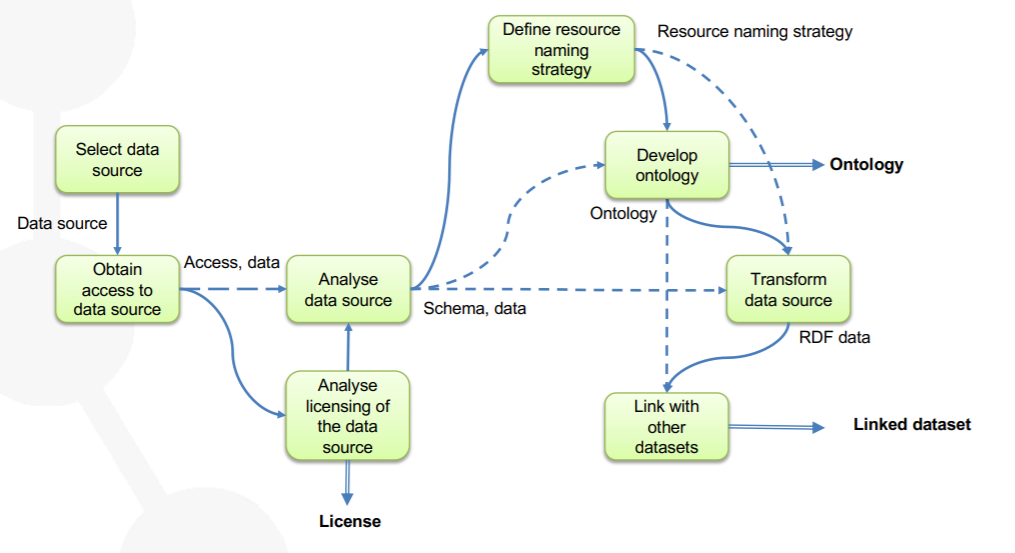 Define resource
naming
strategy
Resource naming strategy
Select data
source
Develop
ontology
Ontology
Data source
Ontology
Obtain
access to
data source
Access, data
Analyse
data source
Schema, data
Transform
data source
RDF data
Analyse
licensing of
the data
source
Link with
other
datasets
Linked dataset
License